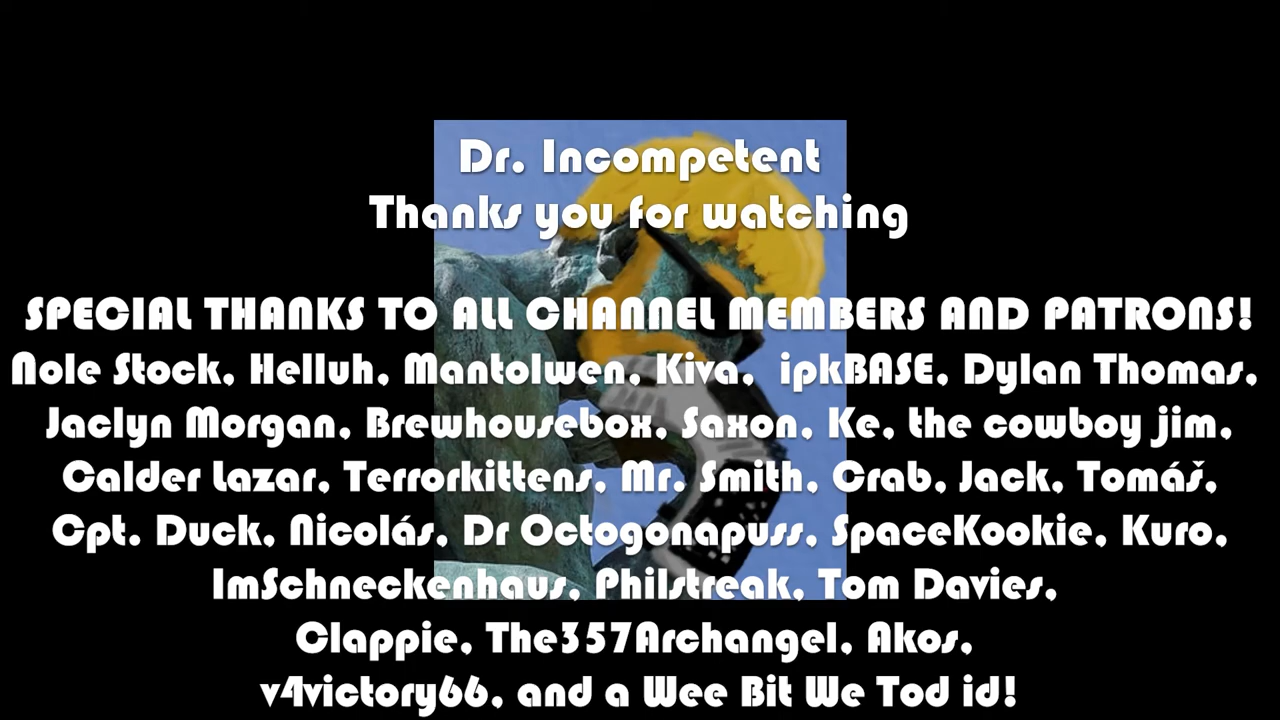 Dr. Incompetent
Thanks you for watching
SPECIAL THANKS TO ALL CHANNEL MEMBERS AND PATRONS!
Nole Stock, Helluh, Mantolwen, Kiva, ipkBASE, Dylan Thomas,
Jaclyn Morgan, Brewhousebox, Saxon, Ke, the cowboy jim,
Calder Lazar, Terrorkittens, Mr. Smith, Crab, Jack, Tomáš,
Cpt. Duck, Nicolás, Dr Octogonapuss, SpaceKookie, Kuro,
ImSchneckenhaus, Philstreak, Tom Davies,
Clappie, The357Archangel, Akos,
v4victory66, and a Wee Bit We Tod id!